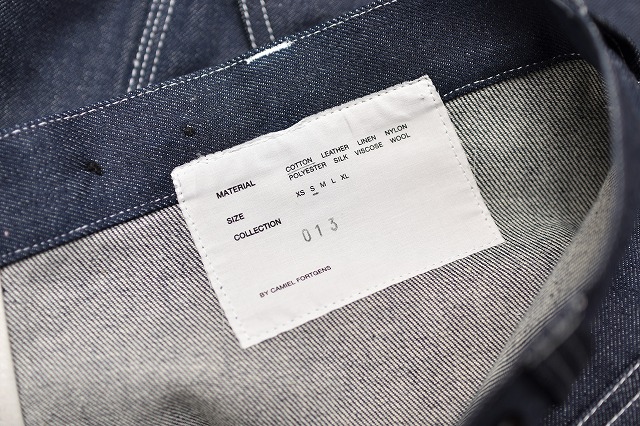 MATERIAL COTTON LEATHER LINEN NYLON
POLYESTER SILK VISCOSE WOOL
SIZE XS S M L XL
COLLECTION 013
BY CAMIEL FORTGENS